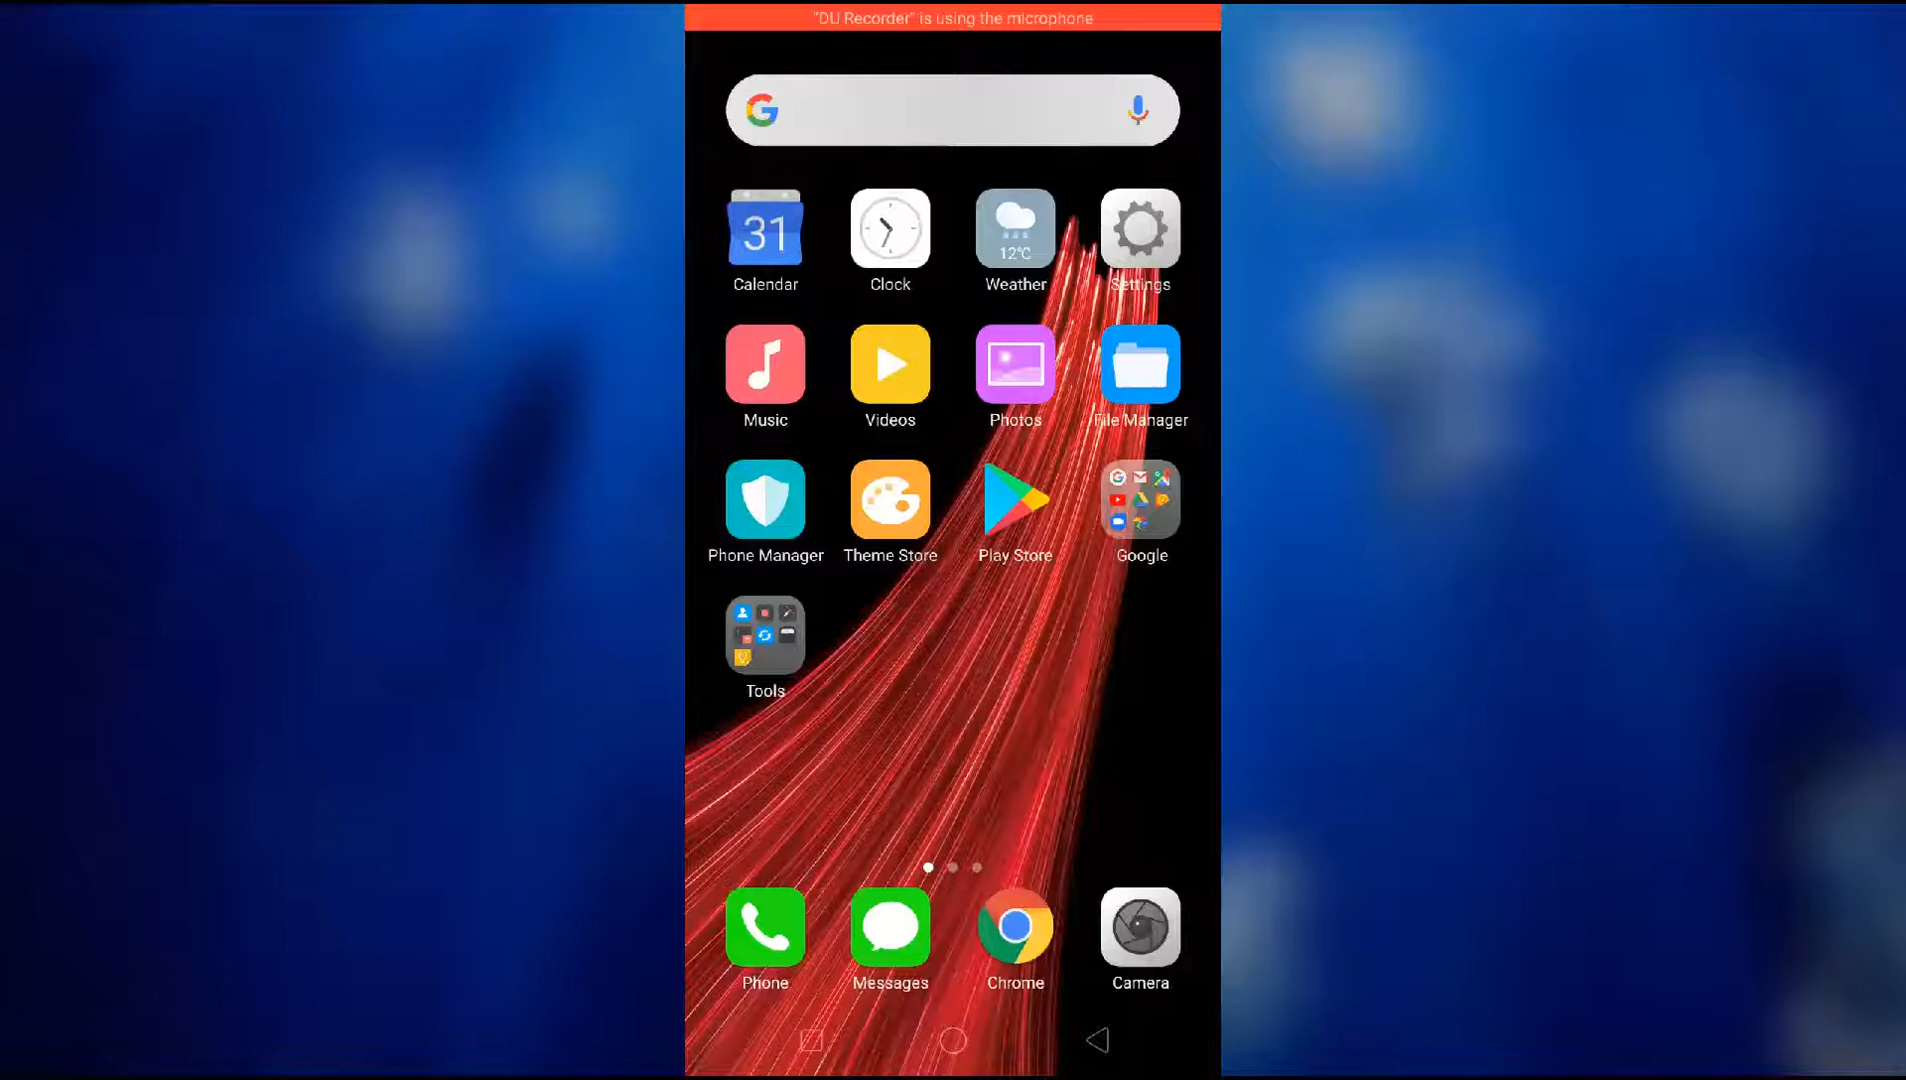 "DU Recorder" is using the microphone
31
12°C
Calendar Clock Weather Settings
Music Videos Photos File Manager
Phone Manager Theme Store Play Store Google
Tools
Phone Messages Chrome Camera